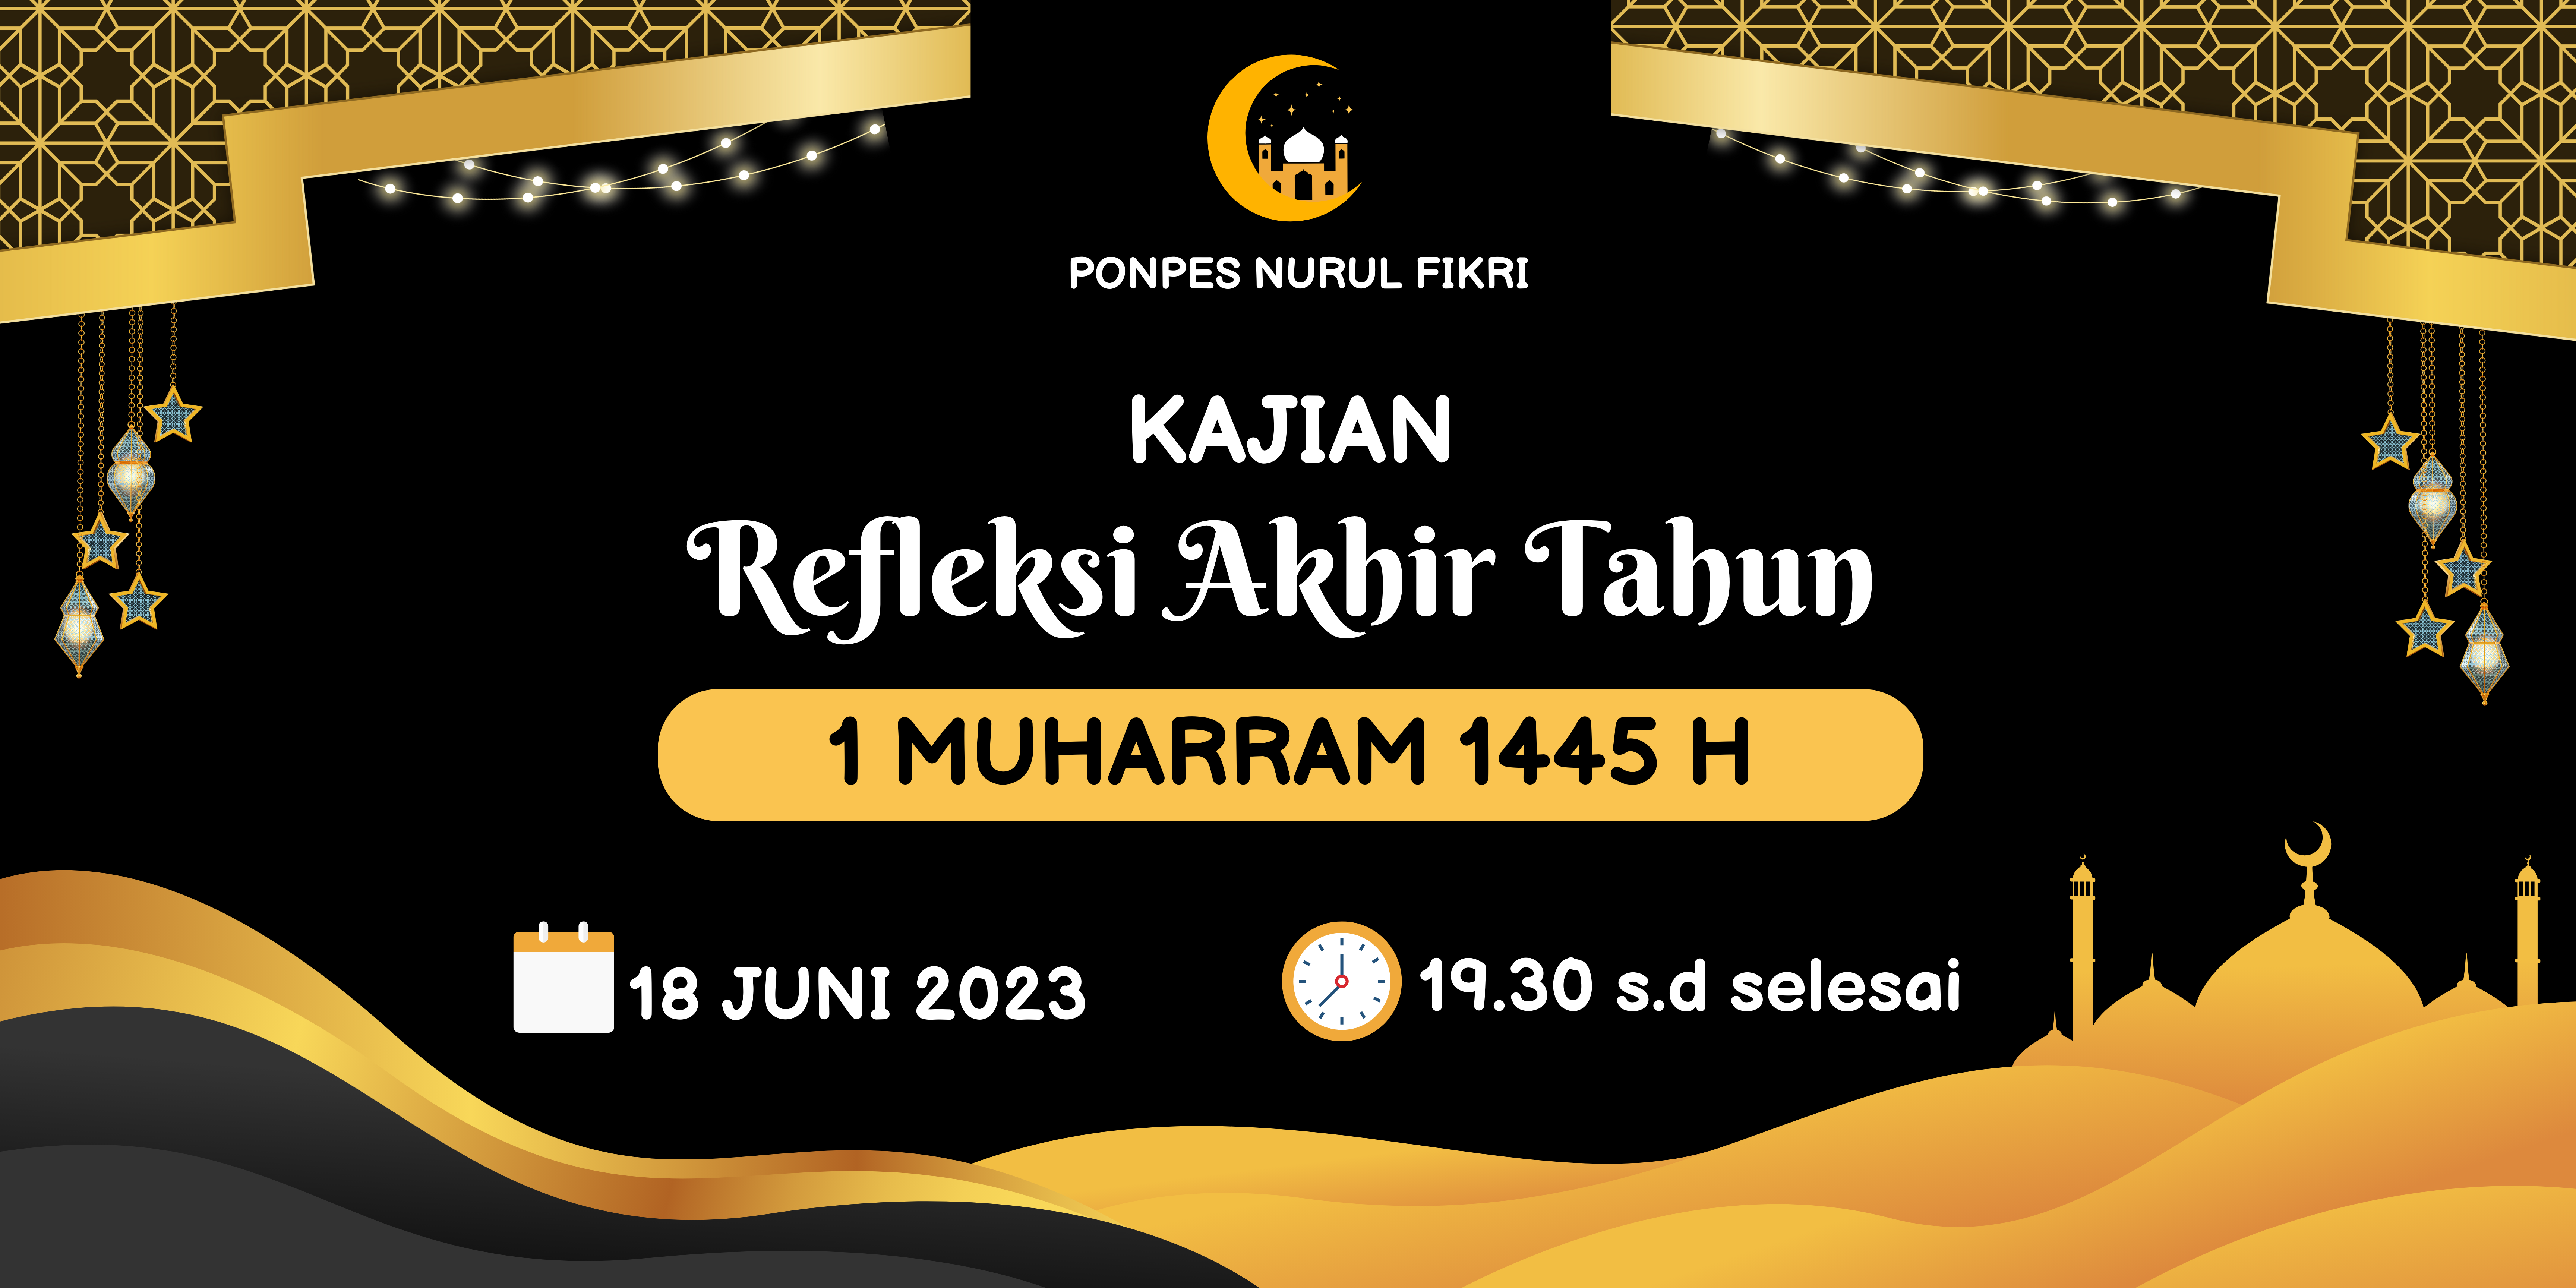 PONPES NURUL FIKRI
KAJIAN
Refleksi Akhir Tahun
1 MUHARRAM 1445 H
18 JUNI 2023
19.30 s.d selesai